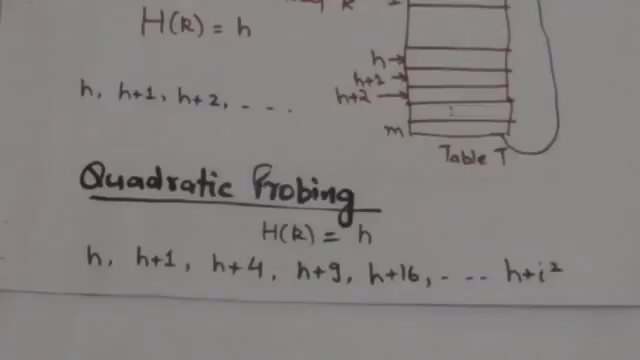 H(k) = h
h
h+1
h, h+1, h+2, - - - .
h+2
m
Table T
Quadratic Probing
H(k) = h
h, h+1, h+4, h+9, h+16, - - - h+i²